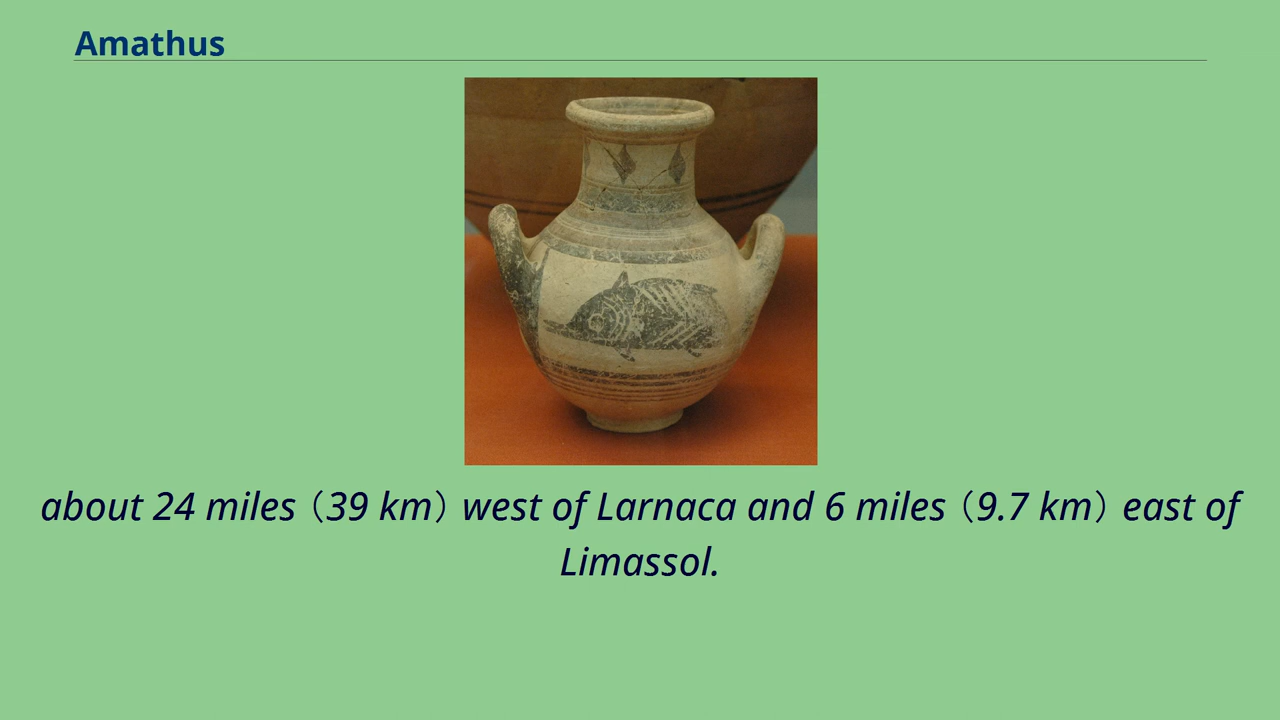 Amathus
about 24 miles (39 km) west of Larnaca and 6 miles (9.7 km) east of
Limassol.